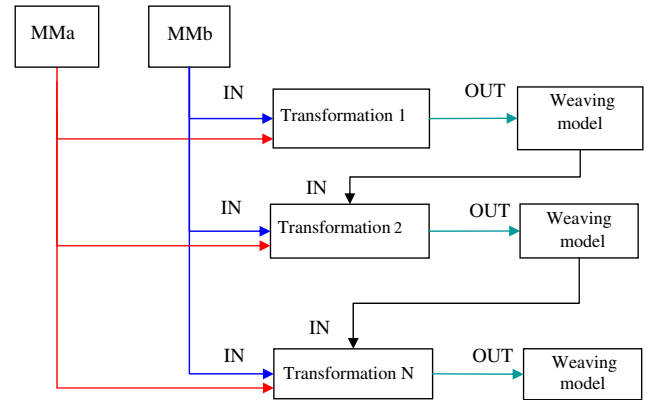 MMa
MMb
IN
OUT
Transformation 1
Weaving
model
IN
IN
OUT
Transformation 2
Weaving
model
IN
IN
OUT
Transformation N
Weaving
model